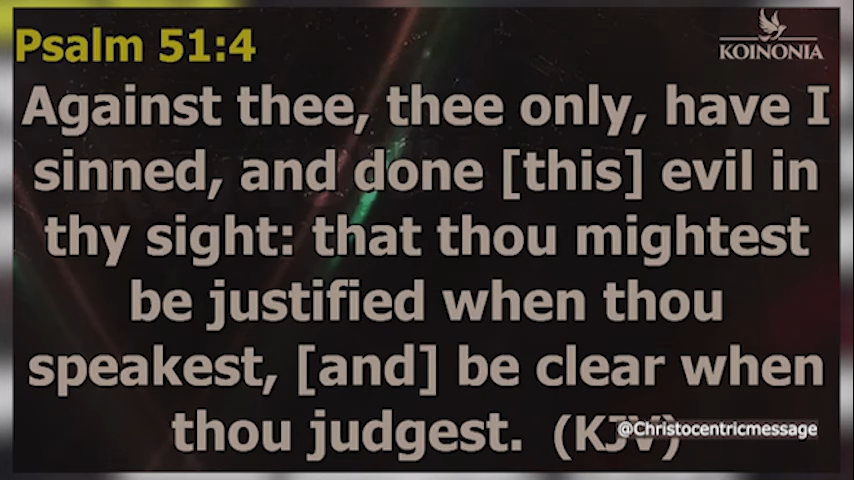 Psalm 51:4
KOINONIA
Against thee, thee only, have I
sinned, and done [this] evil in
thy sight: that thou mightest
be justified when thou
speakest, [and] be clear when
thou judgest. (KJV)
@Christocentricmessage